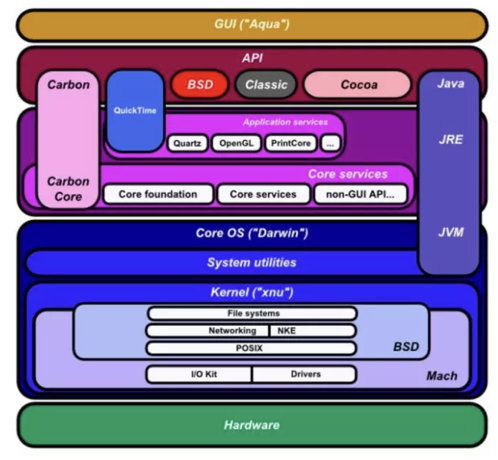 GUI ("Aqua")
API
Carbon
QuickTime
BSD
Classic
Cocoa
Java
Application services
Quartz
OpenGL
PrintCore
...
JRE
Core services
Carbon
Core
Core foundation
Core services
non-GUI API...
Core OS ("Darwin")
JVM
System utilities
Kernel ("xnu")
File systems
Networking
NKE
POSIX
BSD
I/O Kit
Drivers
Mach
Hardware